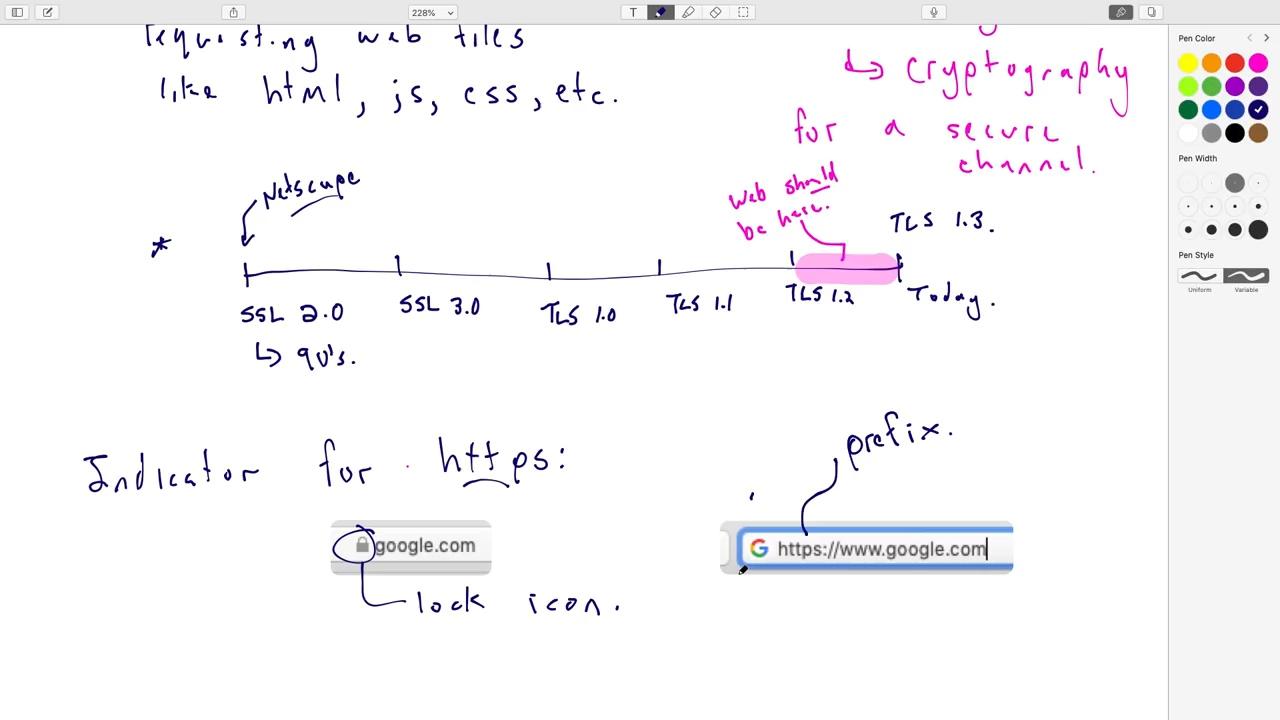 228%
T
requesting web files
like html, js, css, etc.
↳ cryptography
for a secure
channel.
Netscape
web should
be here.
TLS 1.3.
*
SSL 2.0
SSL 3.0
TLS 1.0
TLS 1.1
TLS 1.2
Today.
↳ 90's.
Indicator for https:
prefix.
google.com
https://www.google.com
lock icon.
Pen Color
Pen Width
Pen Style
Uniform
Variable